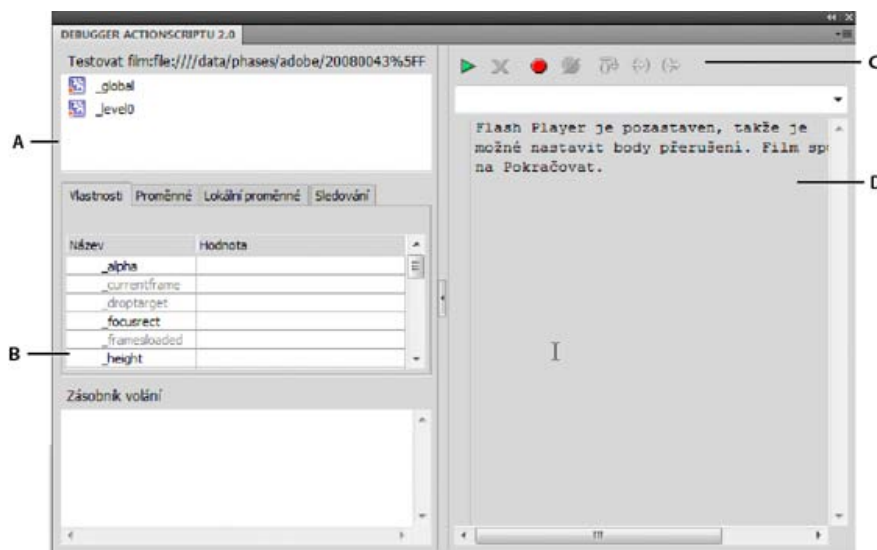 DEBUGGER ACTIONSCRIPTU 2.0
Testovat film:file:////data/phases/adobe/20080043%5FF
_global
_level0
A
Vlastnosti Proměnné Lokální proměnné Sledování
Název Hodnota
_alpha
_currentframe
_droptarget
_focusrect
_framesloaded
_height
B
Zásobník volání
C
Flash Player je pozastaven, takže je
možné nastavit body přerušení. Film
na Pokračovat.
D